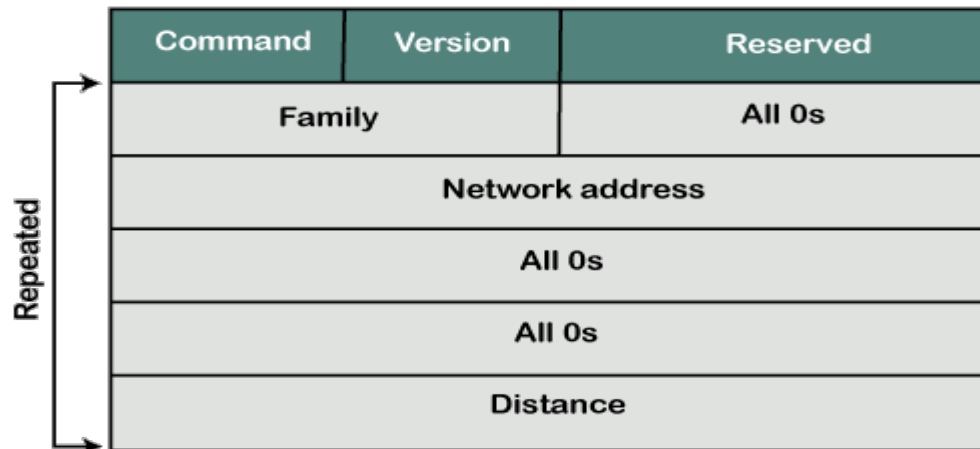 Command Version Reserved
Family All 0s
Network address
All 0s
All 0s
Distance
Repeated